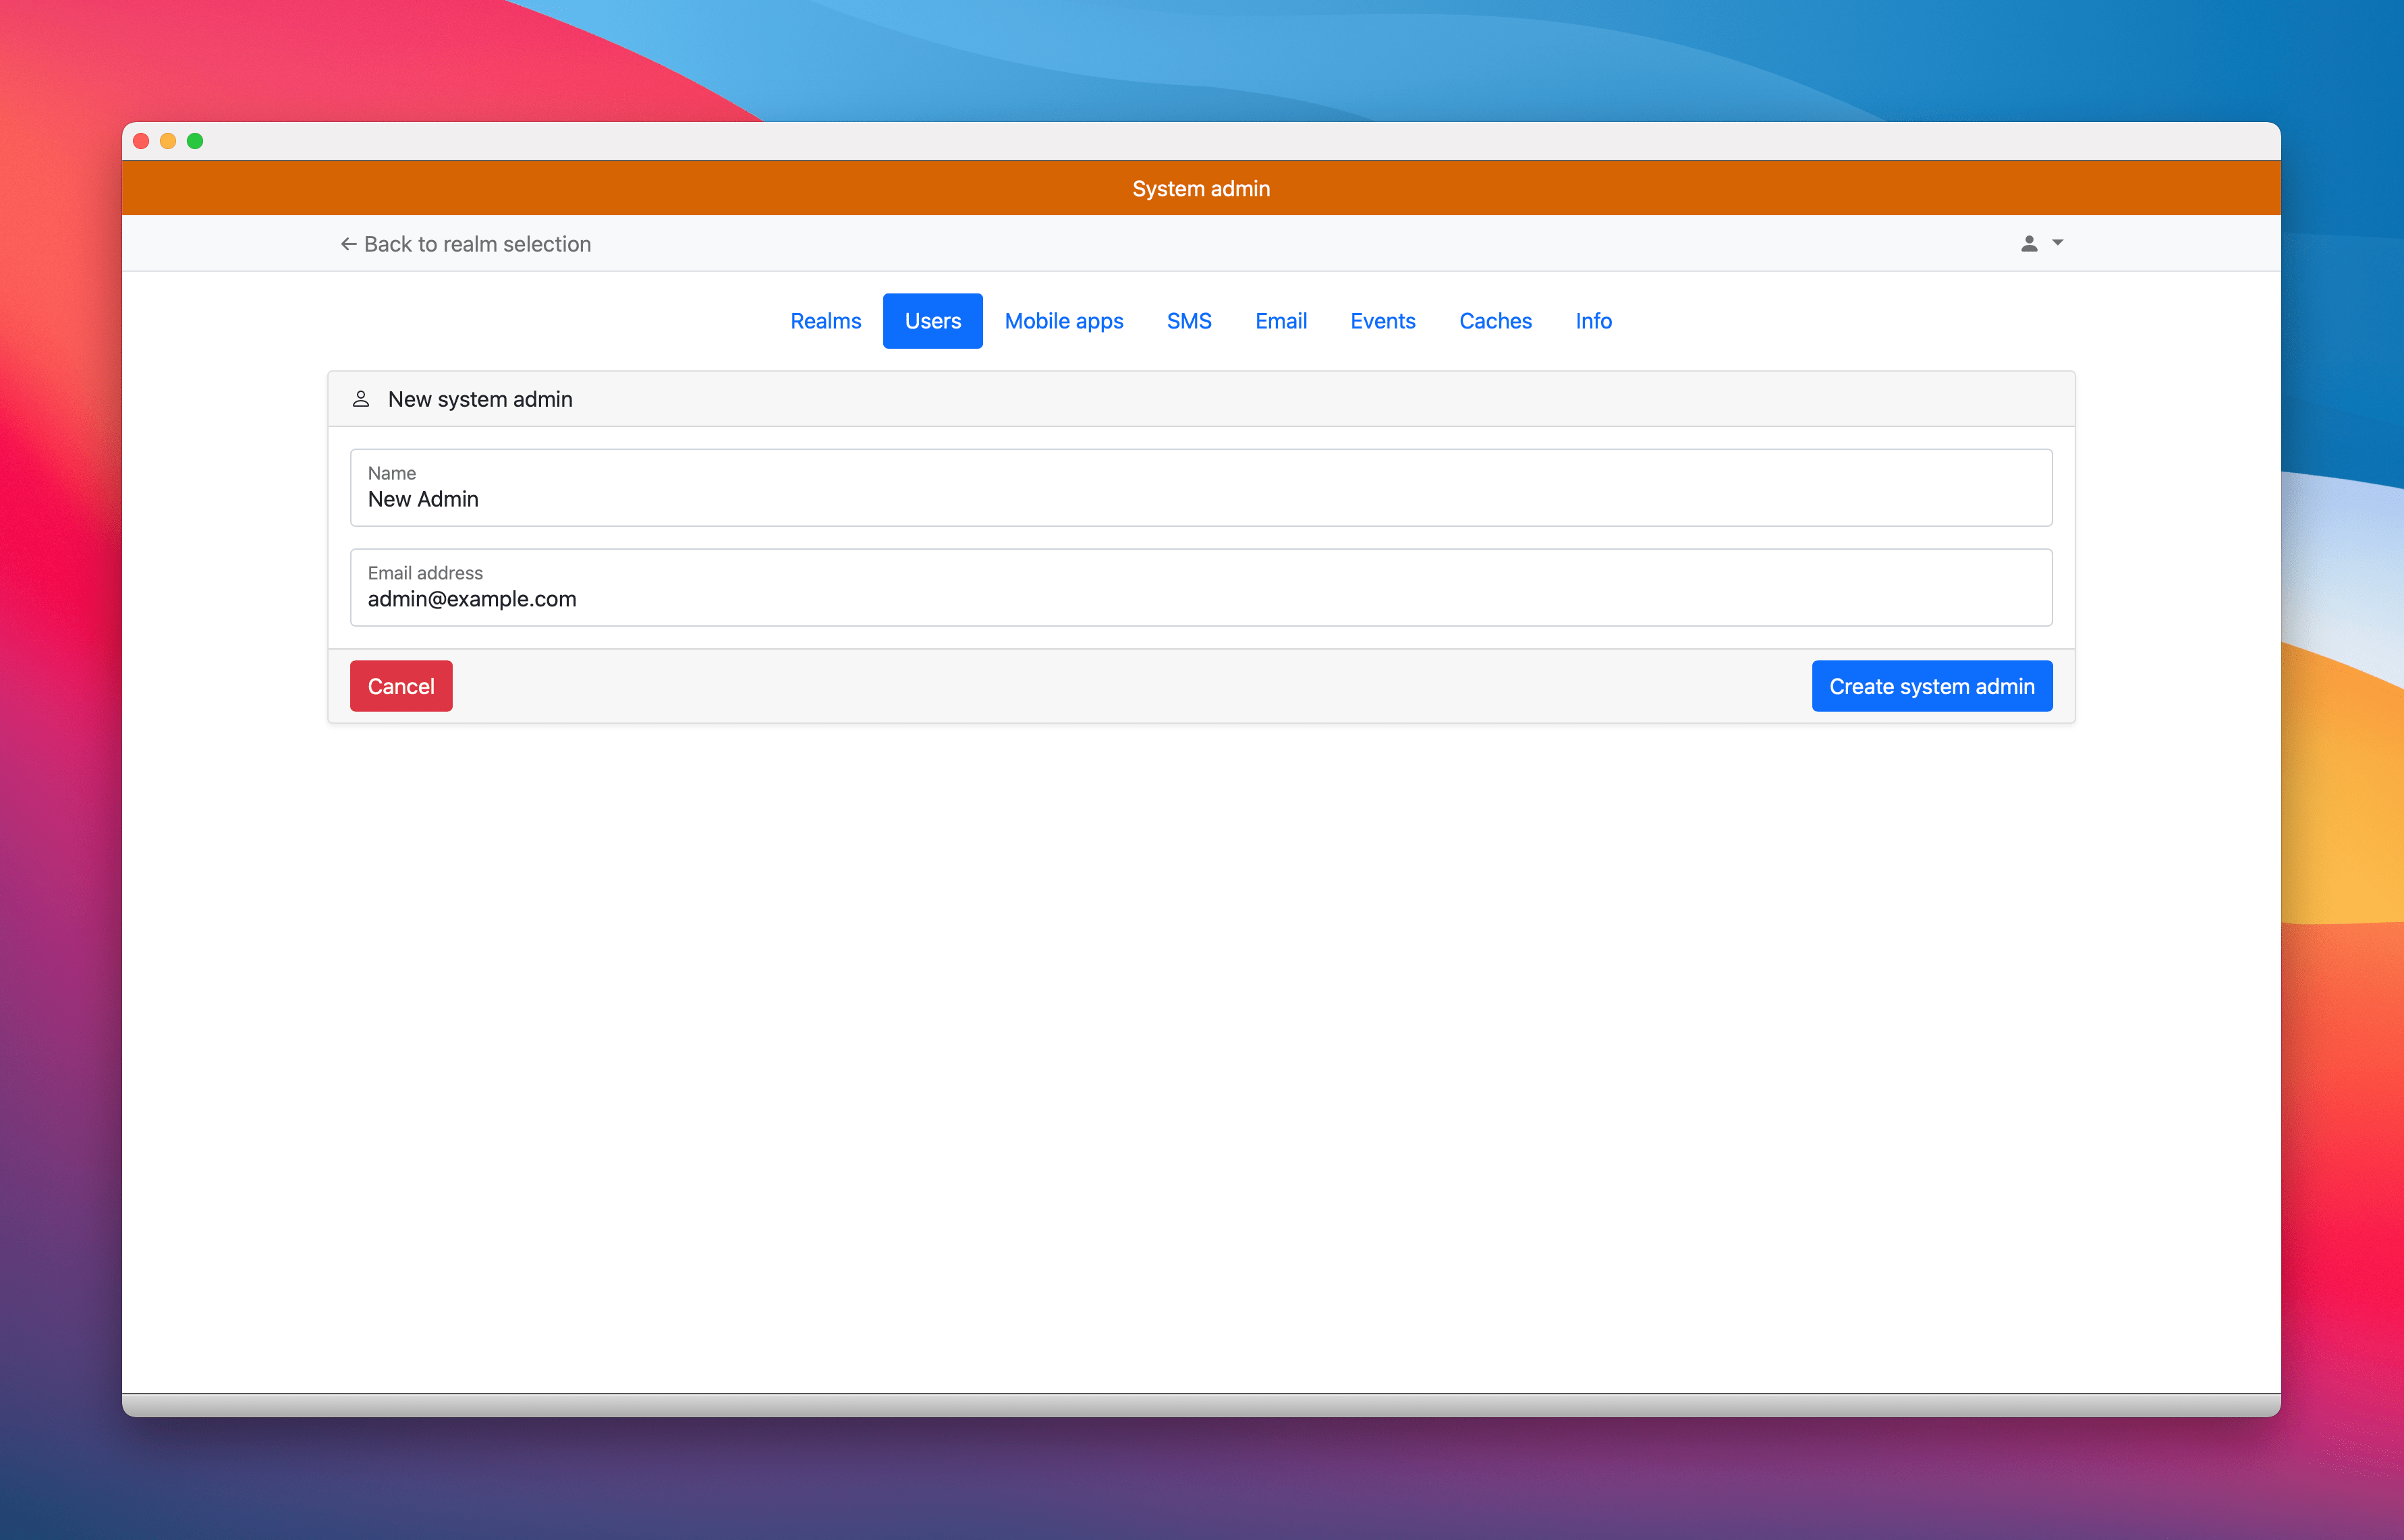 System admin
← Back to realm selection
Realms Users Mobile apps SMS Email Events Caches Info
New system admin
Name
New Admin
Email address
admin@example.com
Cancel Create system admin